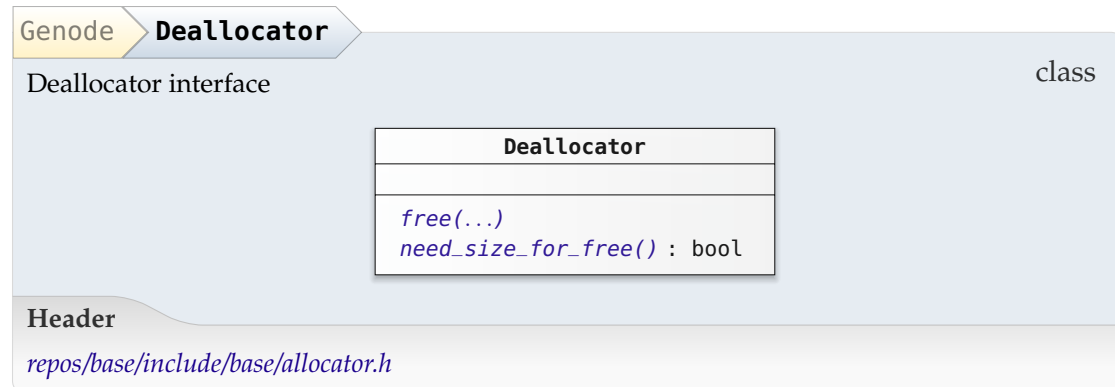 Genode Deallocator
Deallocator interface
class
Deallocator
free(...)
need_size_for_free() : bool
Header
repos/base/include/base/allocator.h